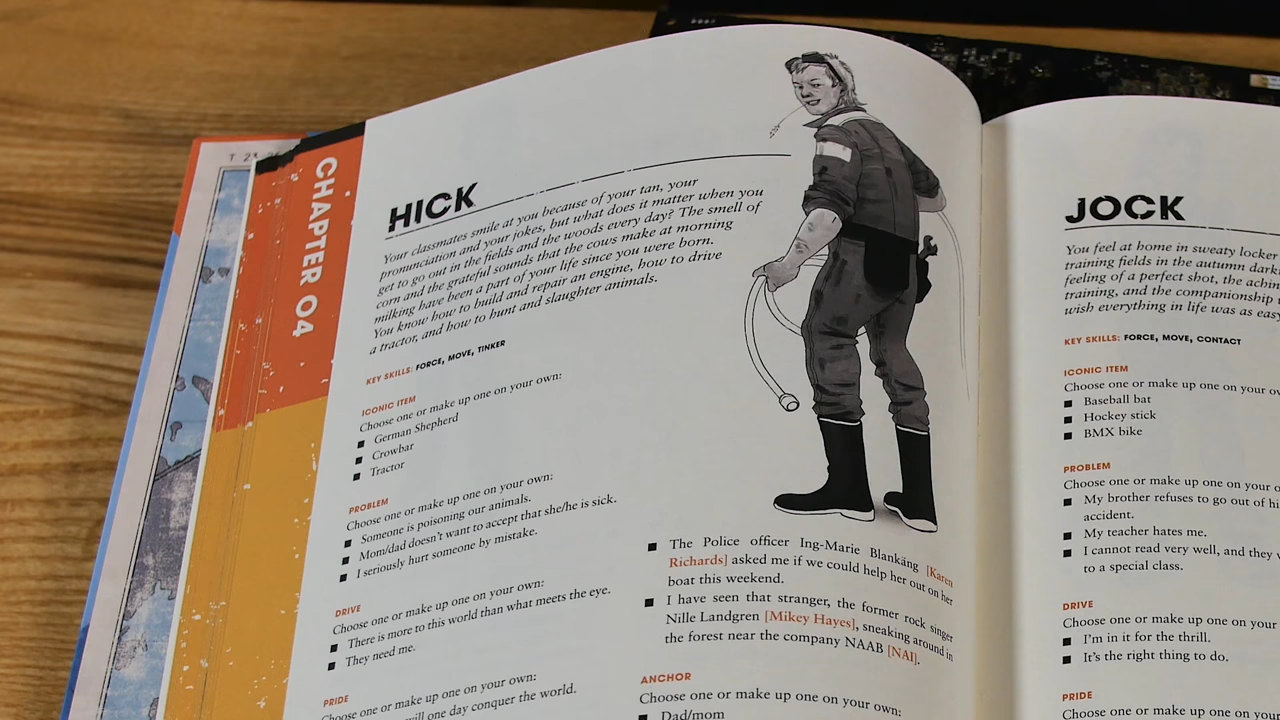 CHAPTER 04
HICK
Your classmates smile at you because of your tan, your
pronunciation and your jokes, but what does it matter when you
get to go out in the fields and the woods every day? The smell of
corn and the grateful sounds that the cows make at morning
milking have been a part of your life since you were born.
You know how to build and repair an engine, how to drive
a tractor, and how to hunt and slaughter animals.
KEY SKILLS: FORCE, MOVE, TINKER
ICONIC ITEM
Choose one or make up one on your own:
German Shepherd
Crowbar
Tractor
PROBLEM
Choose one or make up one on your own:
Someone is poisoning our animals.
Mom/dad doesn't want to accept that she/he is sick.
I seriously hurt someone by mistake.
DRIVE
Choose one or make up one on your own:
There is more to this world than what meets the eye.
They need me.
PRIDE
Choose one or make up one on your own:
will one day conquer the world.
The Police officer Ing-Marie Blankäng [Karen
Richards] asked me if we could help her out on her
boat this weekend.
I have seen that stranger, the former rock singer
Nille Landgren [Mikey Hayes], sneaking around in
the forest near the company NAAB [NAI].
ANCHOR
Choose one or make up one on your own:
Dad/mom
JOCK
You feel at home in sweaty locker
training fields in the autumn
feeling of a perfect shot, the
training, and the companionship
wish everything in life was as easy
KEY SKILLS: FORCE, MOVE, CONTACT
ICONIC ITEM
Choose one or make up one on your
Baseball bat
Hockey stick
BMX bike
PROBLEM
Choose one or make up one on your
My brother refuses to go out of
accident.
My teacher hates me.
I cannot read very well, and they
to a special class.
DRIVE
Choose one or make up one on your
I'm in it for the thrill.
It's the right thing to do.
PRIDE
Choose one or make up one on your